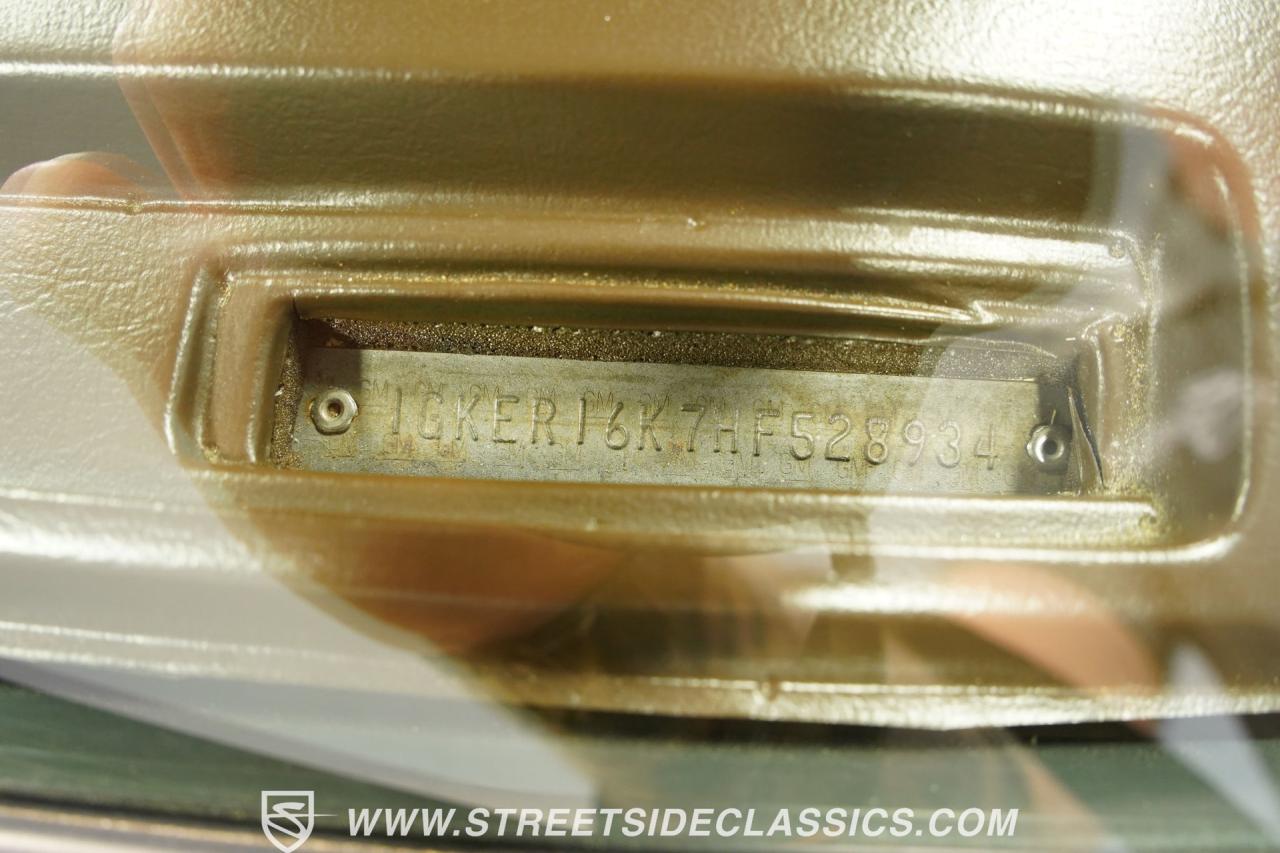 1GKER16K7HF528934
WWW.STREETSIDECLASSICS.COM